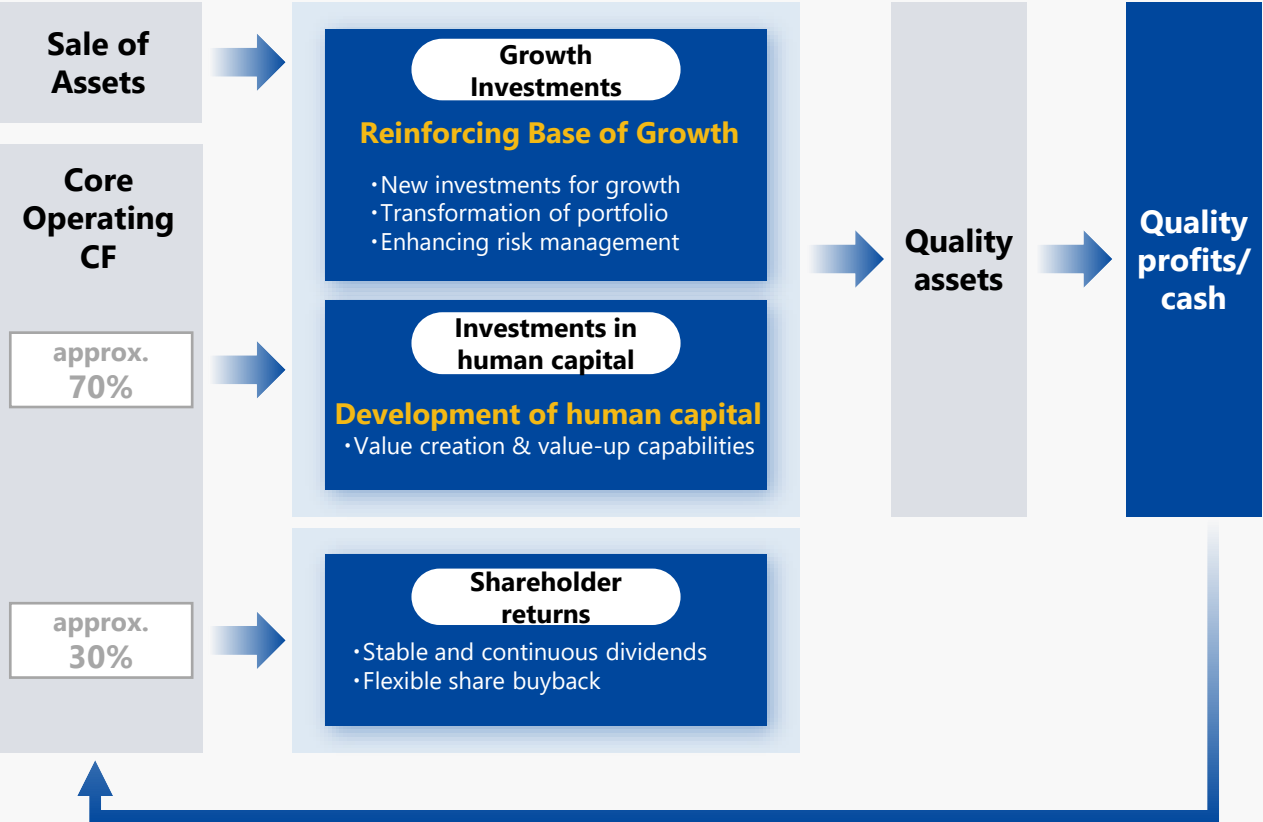 Sale of
Assets
Core
Operating
CF
approx.
70%
approx.
30%
Growth
Investments
Reinforcing Base of Growth
・New investments for growth
・Transformation of portfolio
・Enhancing risk management
Investments in
human capital
Development of human capital
・Value creation & value-up capabilities
Shareholder
returns
・Stable and continuous dividends
・Flexible share buyback
Quality
assets
Quality
profits/
cash